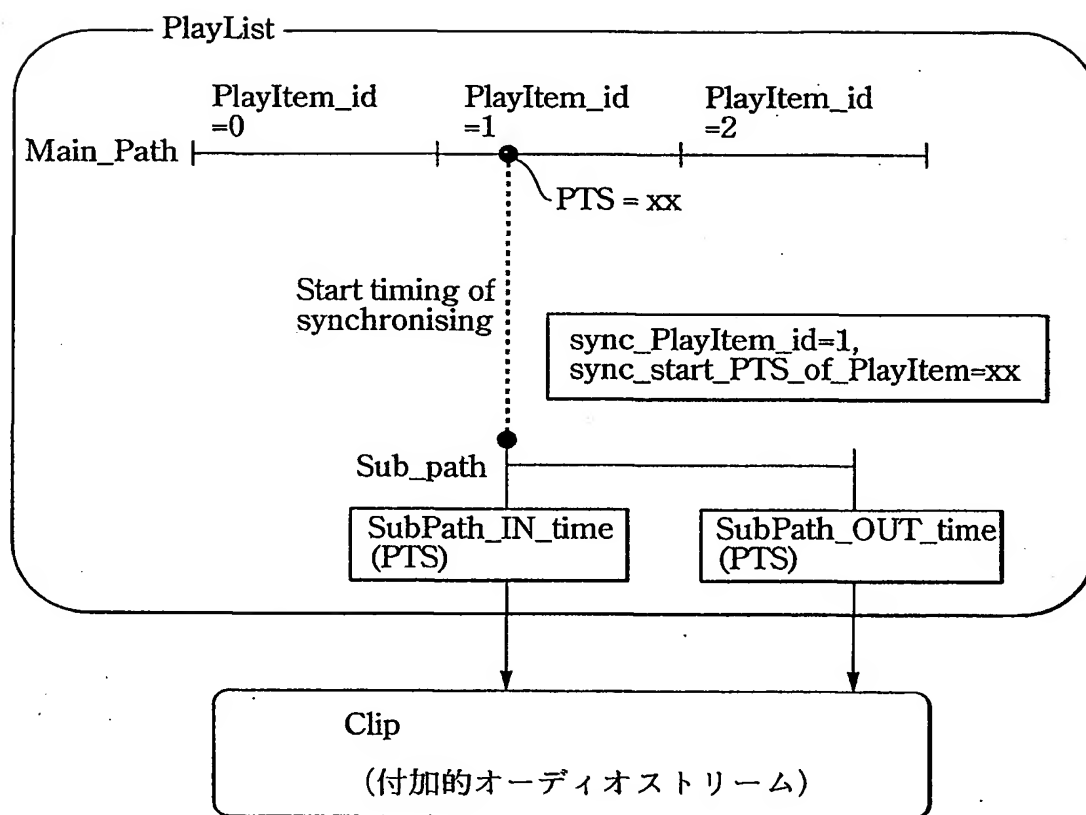 PlayList
PlayItem_id
=0
PlayItem_id
=1
PlayItem_id
=2
Main_Path
PTS = xx
Start timing of
synchronising
sync_PlayItem_id=1,
sync_start_PTS_of_PlayItem=xx
Sub_path
SubPath_IN_time
(PTS)
SubPath_OUT_time
(PTS)
Clip
(付加的オーディオストリーム)